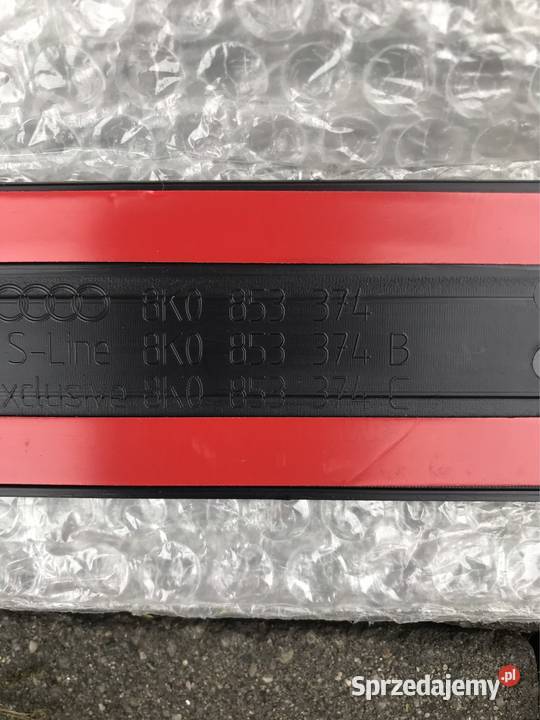 8K0 853 374
S-Line 8K0 853 374 B
xclusive 8K0 853 374 C
Sprzedajemy.pl